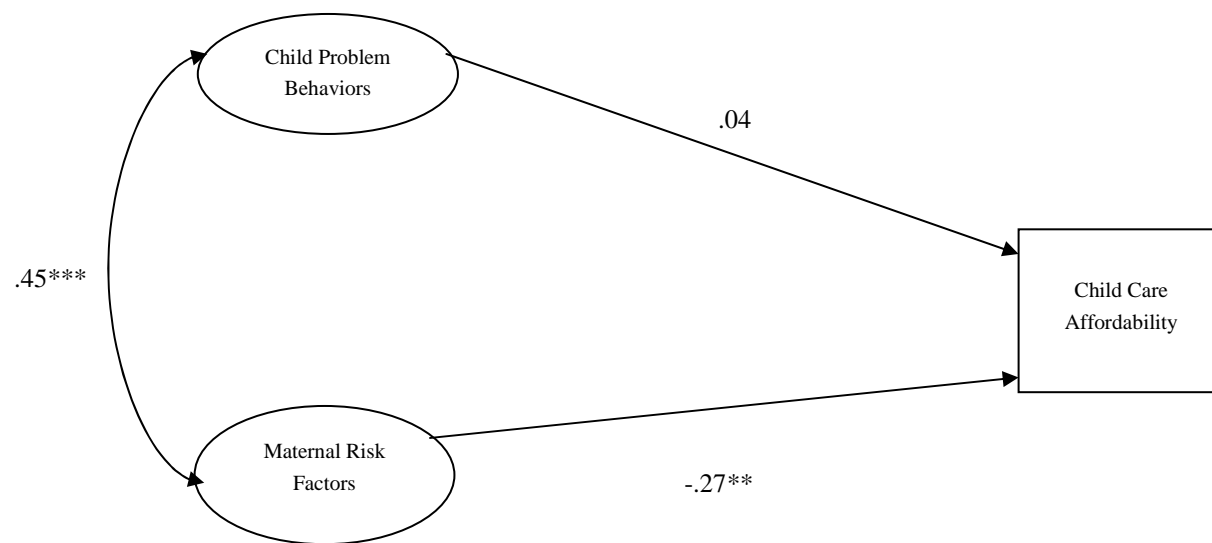 Child Problem
Behaviors
.04
.45***
Child Care
Affordability
Maternal Risk
Factors
-.27**